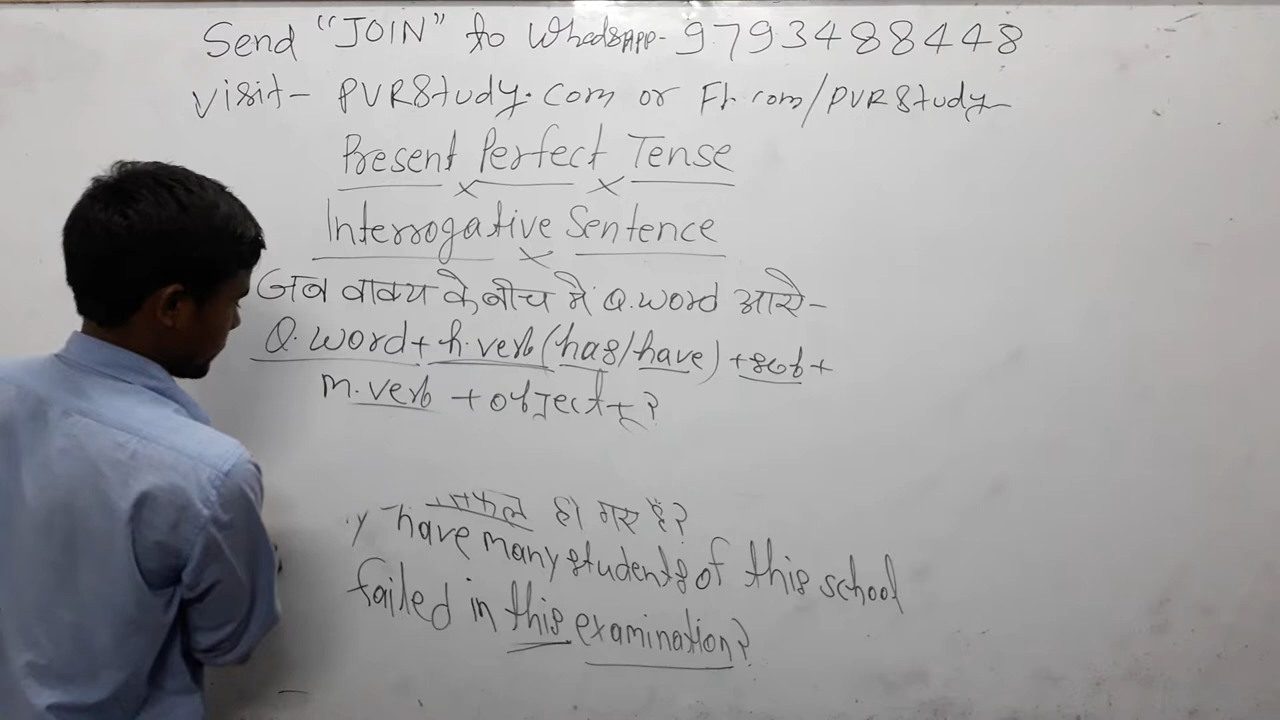 Send "JOIN" to WhatsApp- 9793488448
visit- PVRStudy.com or Fb.com/PVRStudy
Present Perfect Tense
Interrogative Sentence
जब वाक्य के बीच में Q.word आये-
Q.word+h.verb(has/have)+sub+
m.verb+object+?
हो गए हैं?
have many students of this school
failed in this examination?